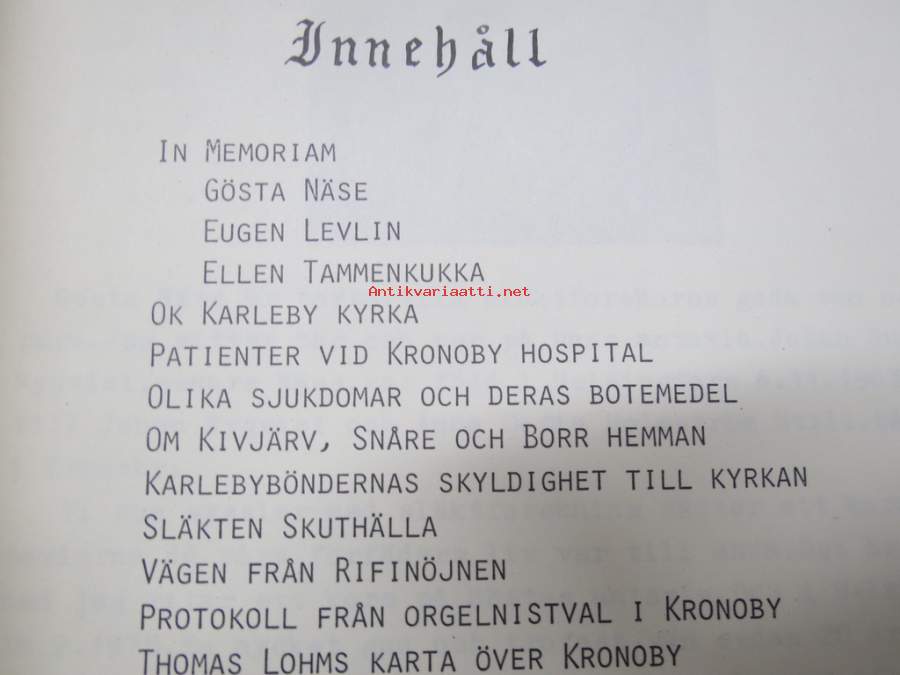 Innehåll
IN MEMORIAM
GÖSTA NÄSE
EUGEN LEVLIN
ELLEN TAMMENKUKKA
Antikvariaatti.net
OK KARLEBY KYRKA
PATIENTER VID KRONOBY HOSPITAL
OLIKA SJUKDOMAR OCH DERAS BOTEMEDEL
OM KIVJÄRV, SNÅRE OCH BORR HEMMAN
KARLEBYBÖNDERNAS SKYLDIGHET TILL KYRKAN
SLÄKTEN SKUTHÄLLA
VÄGEN FRÅN RIFINÖJNEN
PROTOKOLL FRÅN ORGELNISTVAL I KRONOBY
THOMAS LOHMS KARTA ÖVER KRONOBY